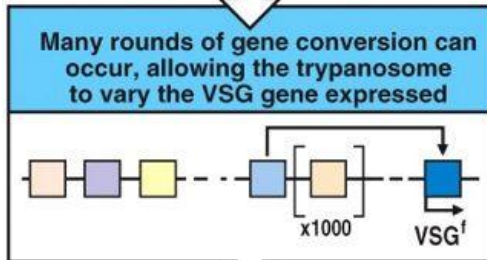 Many rounds of gene conversion can
occur, allowing the trypanosome
to vary the VSG gene expressed
x1000
VSGᶠ